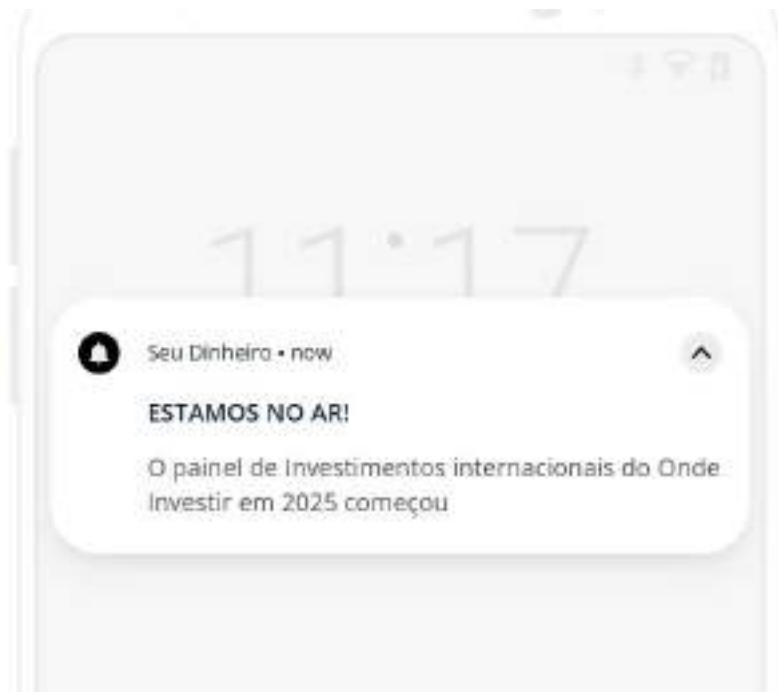 11:17
Seu Dinheiro • now
ESTAMOS NO AR!
O painel de Investimentos internacionais do Onde
Investir em 2025 começou